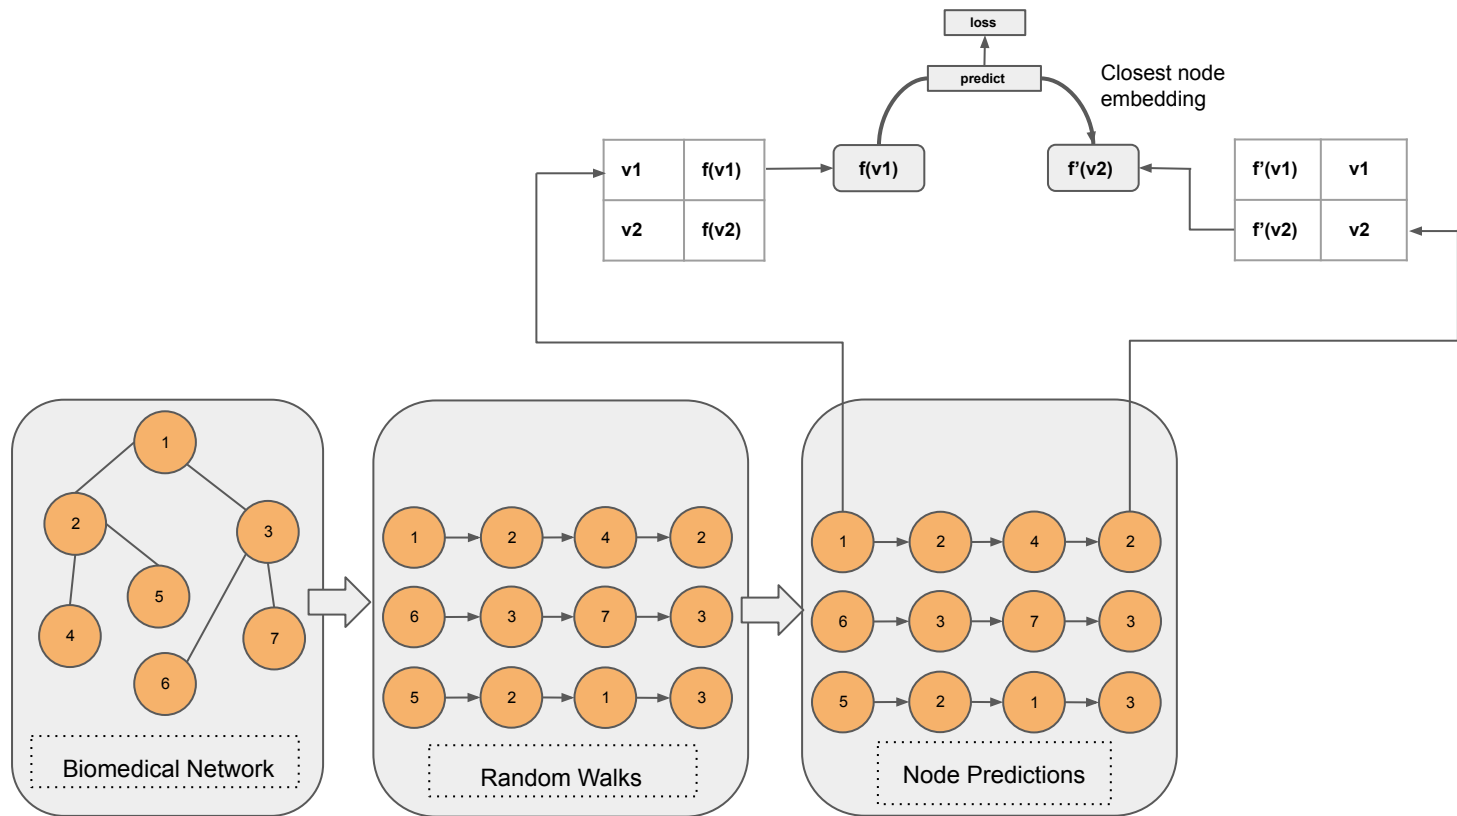 loss
predict
Closest node
embedding
v1 f(v1)
v2 f(v2)
f(v1)
f’(v2)
f’(v1) v1
f’(v2) v2
1
2
3
5
4
7
6
Biomedical Network
1 2 4 2
6 3 7 3
5 2 1 3
Random Walks
1 2 4 2
6 3 7 3
5 2 1 3
Node Predictions